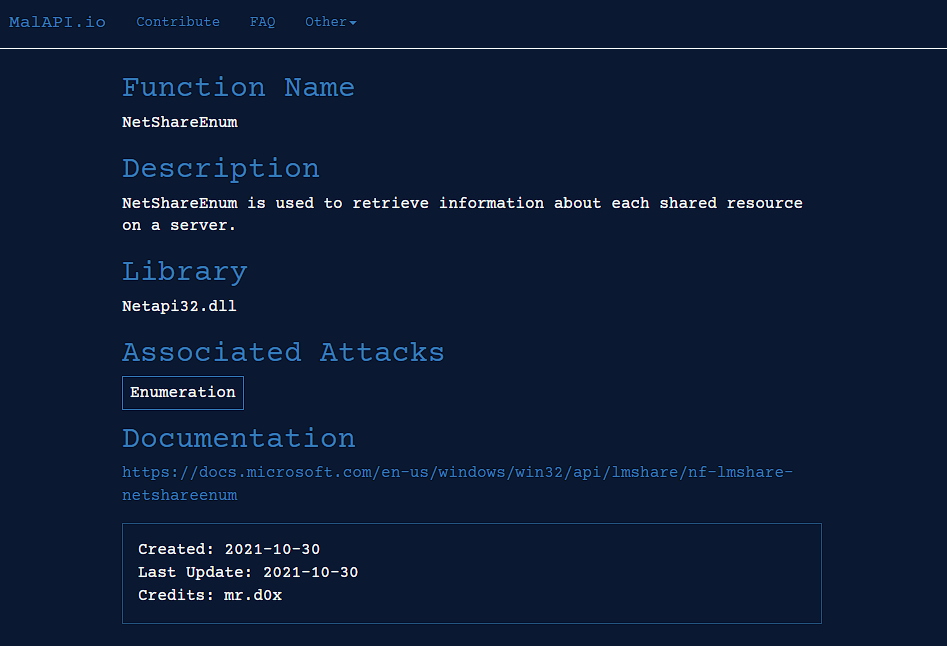 MalAPI.io Contribute FAQ Other
Function Name
NetShareEnum
Description
NetShareEnum is used to retrieve information about each shared resource
on a server.
Library
Netapi32.dll
Associated Attacks
Enumeration
Documentation
https://docs.microsoft.com/en-us/windows/win32/api/lmshare/nf-lmshare-
netshareenum
Created: 2021-10-30
Last Update: 2021-10-30
Credits: mr.d0x